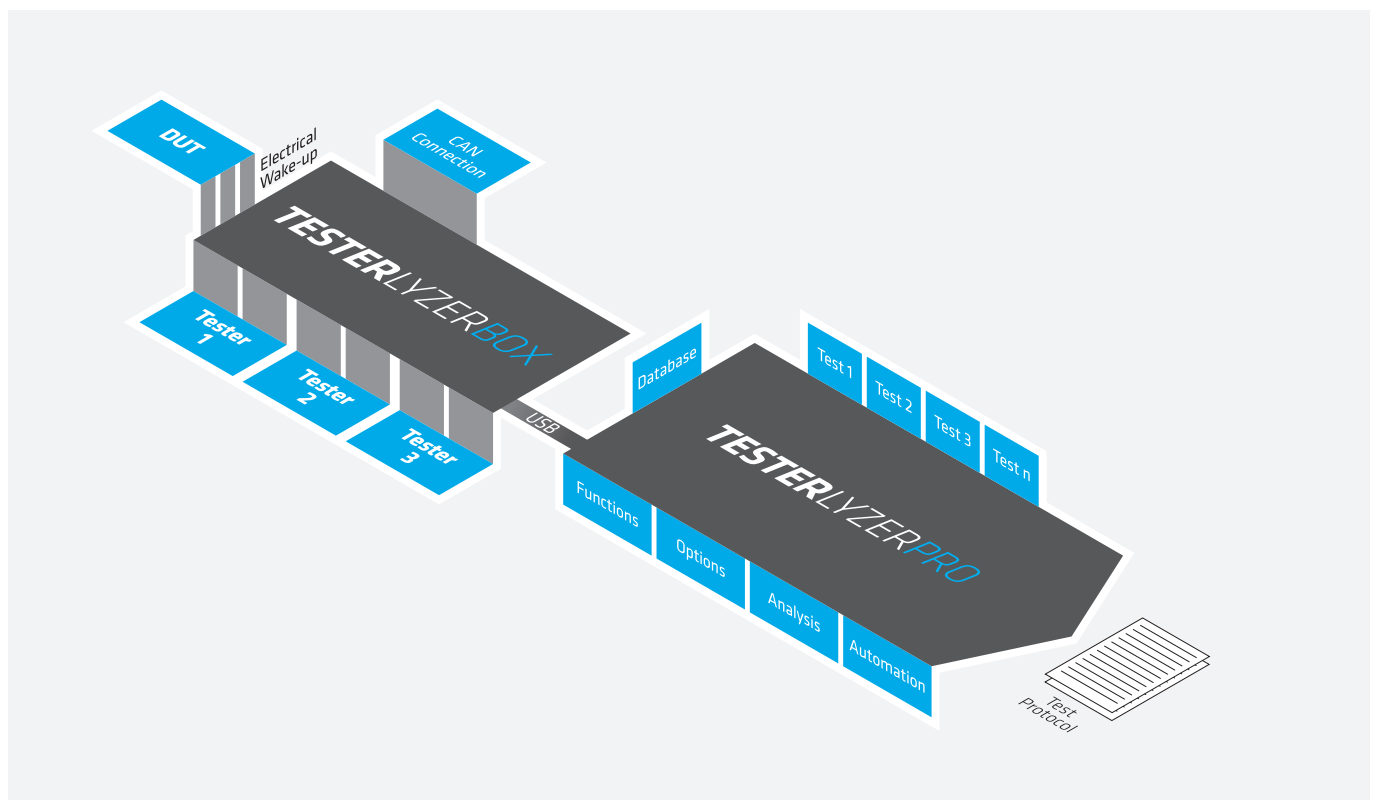 DUT
Electrical
Wake-up
CAN
Connection
TESTERLYZERBOX
Tester
1
Tester
2
Tester
3
USB
Database
Test 1
Test 2
Test 3
Test n
TESTERLYZERPRO
Functions
Options
Analysis
Automation
Test
Protocol